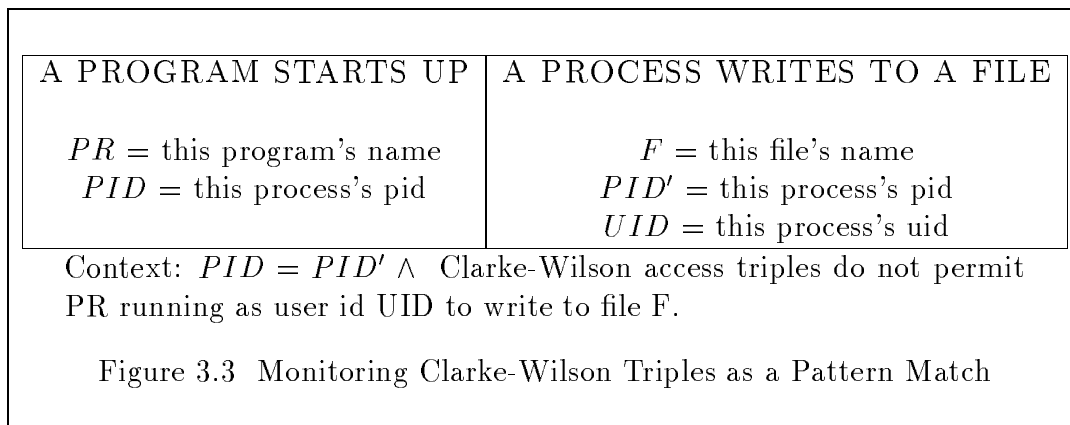 A PROGRAM STARTS UP
PR = this program's name
PID = this process's pid
A PROCESS WRITES TO A FILE
F = this file's name
PID′ = this process's pid
UID = this process's uid
Context: PID = PID′ ∧ Clarke-Wilson access triples do not permit
PR running as user id UID to write to file F.
Figure 3.3 Monitoring Clarke-Wilson Triples as a Pattern Match